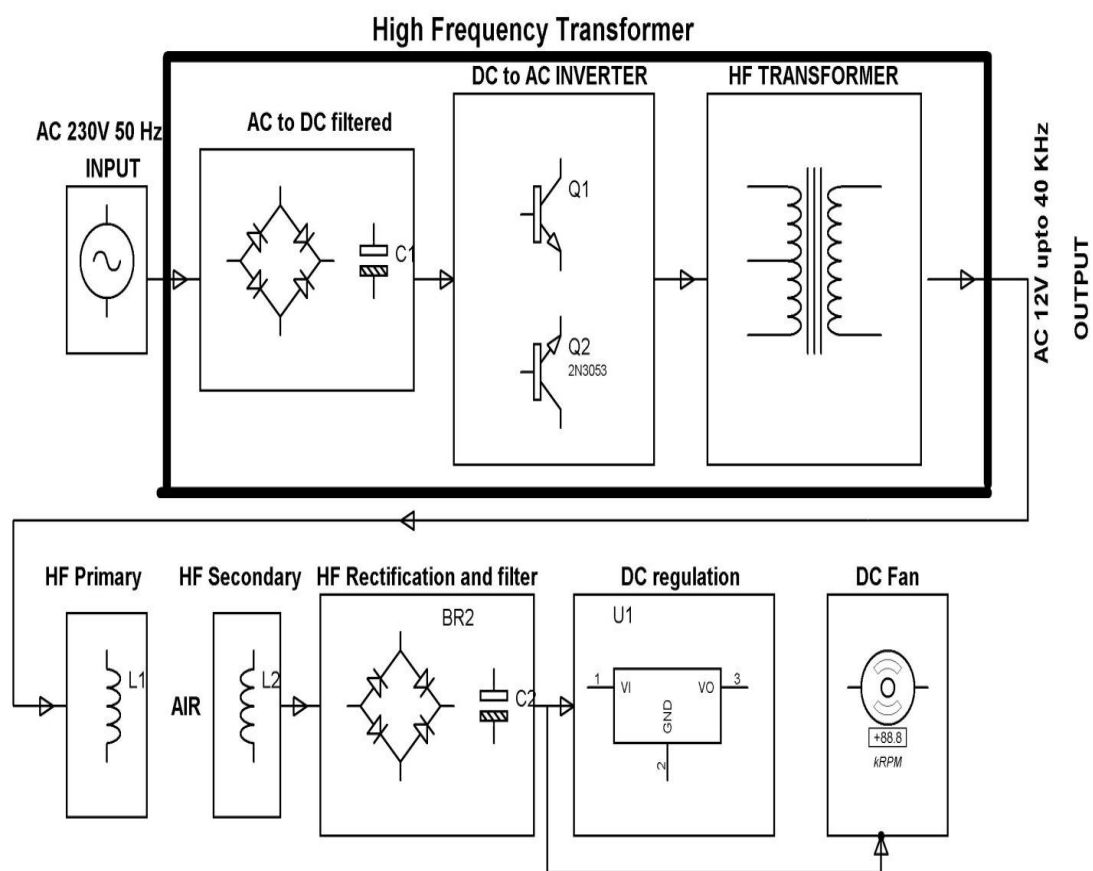 High Frequency Transformer
DC to AC INVERTER
HF TRANSFORMER
AC to DC filtered
AC 230V 50 Hz
INPUT
C1
Q1
Q2
2N3053
AC 12V upto 40 KHz
OUTPUT
HF Primary
HF Secondary
HF Rectification and filter
DC regulation
DC Fan
L1
AIR
L2
BR2
C2
U1
1
VI
VO
3
GND
2
+88.8
kRPM